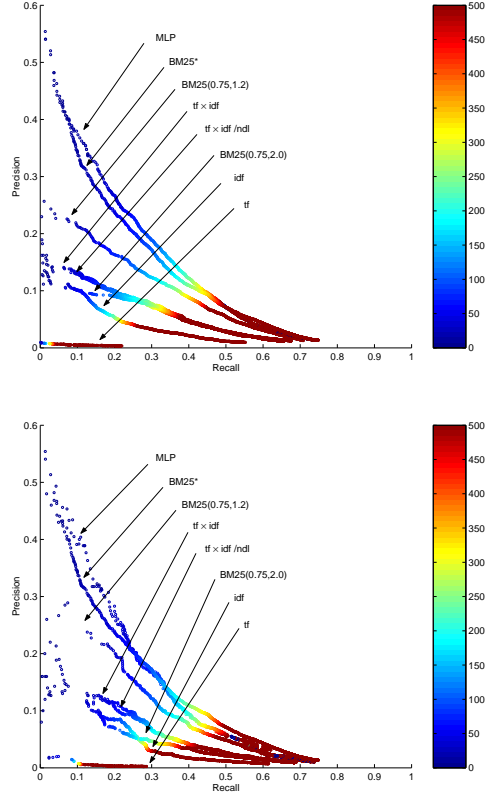 0.6
0.5
0.4
0.3
0.2
0.1
0
Precision
MLP
BM25*
BM25(0.75,1.2)
tf × idf
tf × idf /ndl
BM25(0.75,2.0)
idf
tf
0 0.1 0.2 0.3 0.4 0.5 0.6 0.7 0.8 0.9 1
Recall
500
450
400
350
300
250
200
150
100
50
0
0.6
0.5
0.4
0.3
0.2
0.1
0
Precision
MLP
BM25*
BM25(0.75,1.2)
tf × idf
tf × idf /ndl
BM25(0.75,2.0)
idf
tf
0 0.1 0.2 0.3 0.4 0.5 0.6 0.7 0.8 0.9 1
Recall
500
450
400
350
300
250
200
150
100
50
0